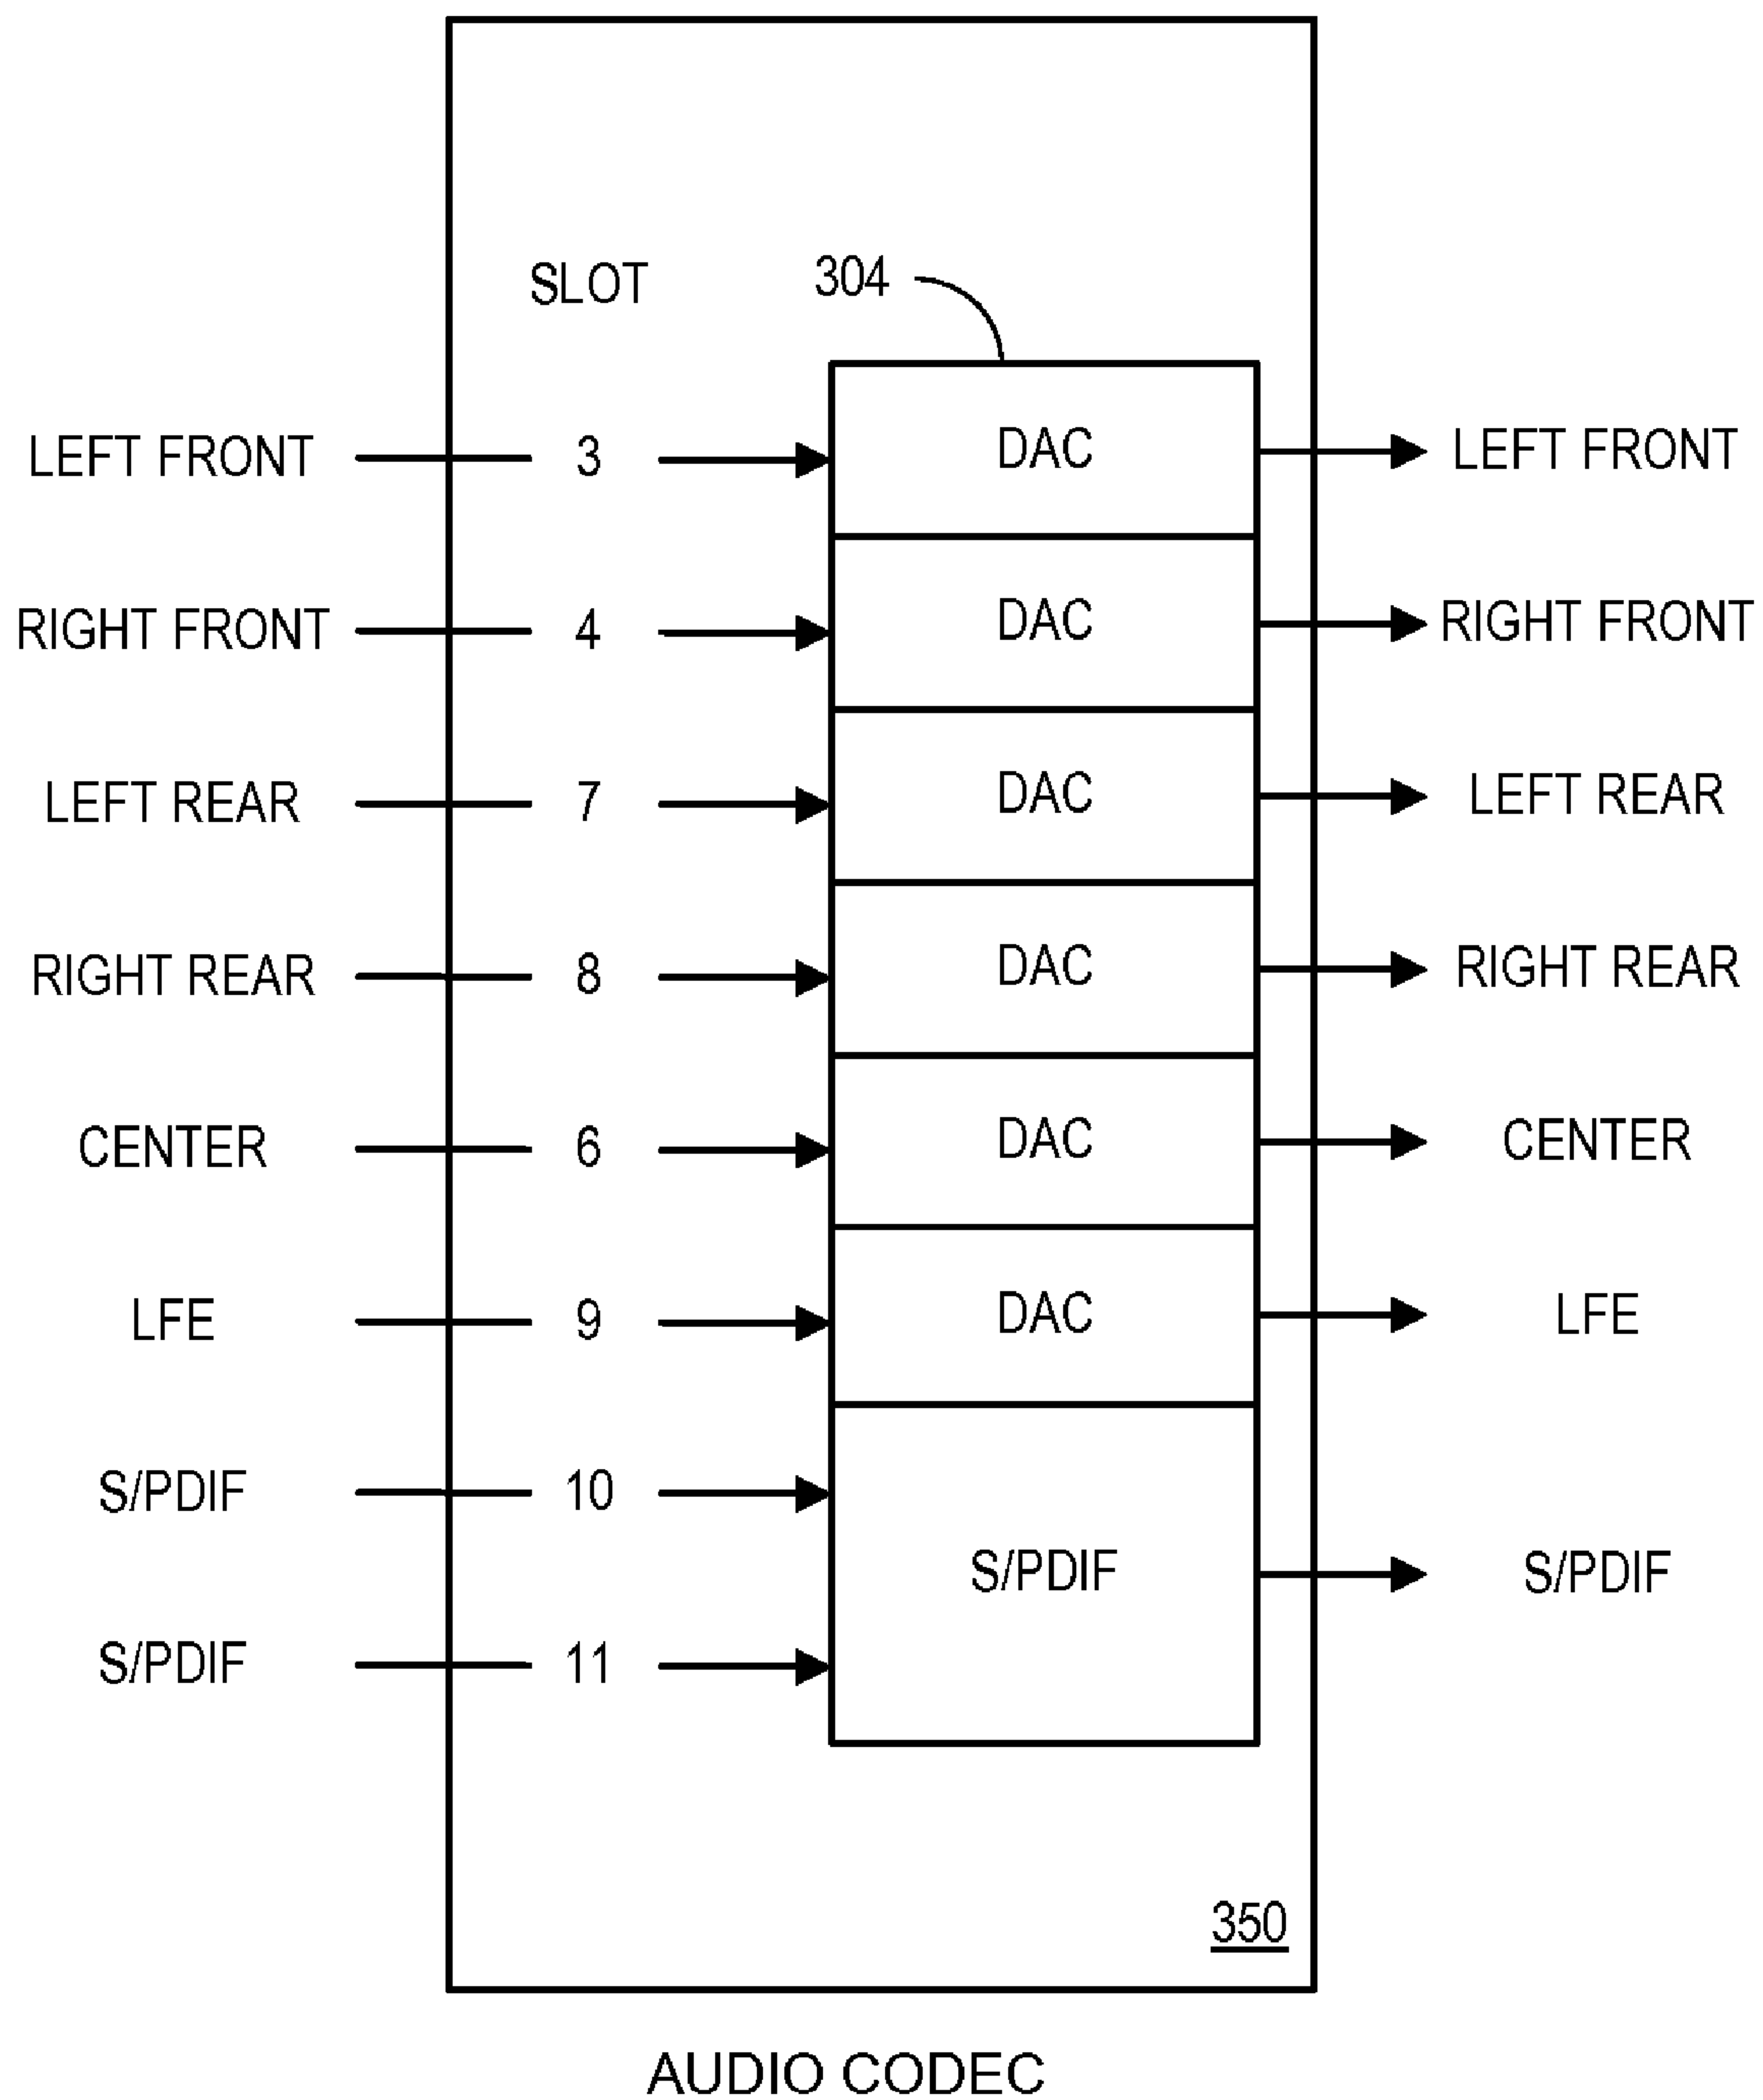 SLOT
304
LEFT FRONT 3 DAC LEFT FRONT
RIGHT FRONT 4 DAC RIGHT FRONT
LEFT REAR 7 DAC LEFT REAR
RIGHT REAR 8 DAC RIGHT REAR
CENTER 6 DAC CENTER
LFE 9 DAC LFE
S/PDIF 10
S/PDIF S/PDIF
S/PDIF 11
350
AUDIO CODEC